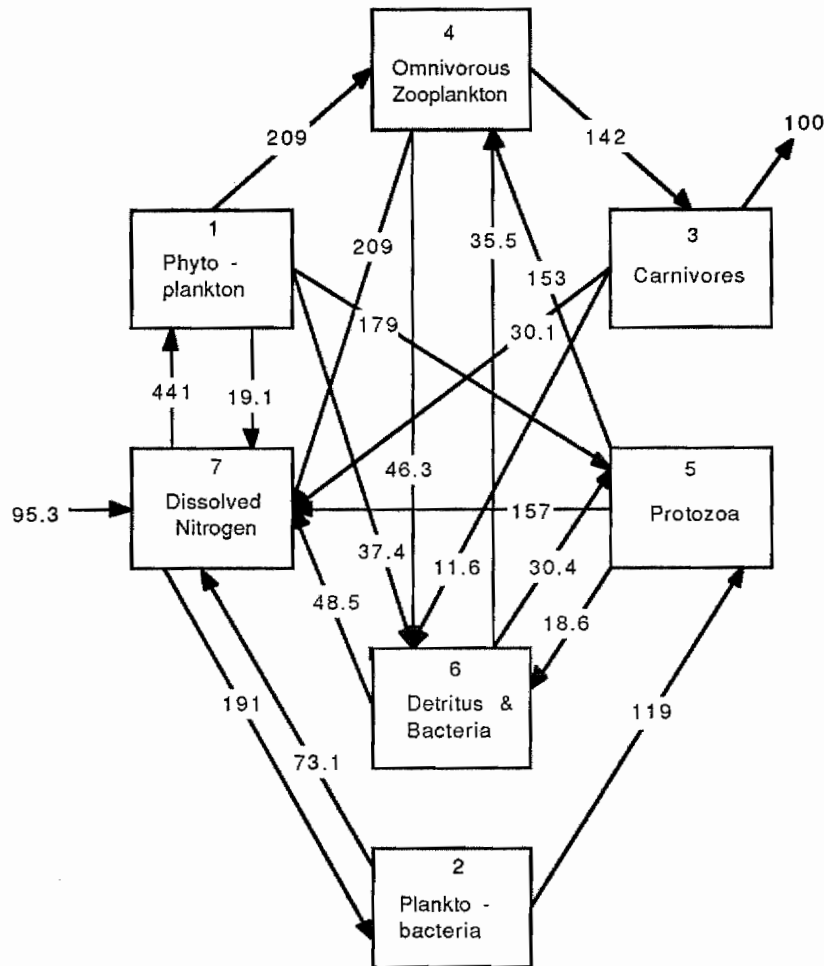 4
Omnivorous
Zooplankton
100
209
142
1
Phyto -
plankton
3
Carnivores
209
35.5
153
179
30.1
441
19.1
7
Dissolved
Nitrogen
5
Protozoa
46.3
95.3
157
37.4
11.6
30.4
48.5
18.6
6
Detritus &
Bacteria
191
119
73.1
2
Plankto -
bacteria